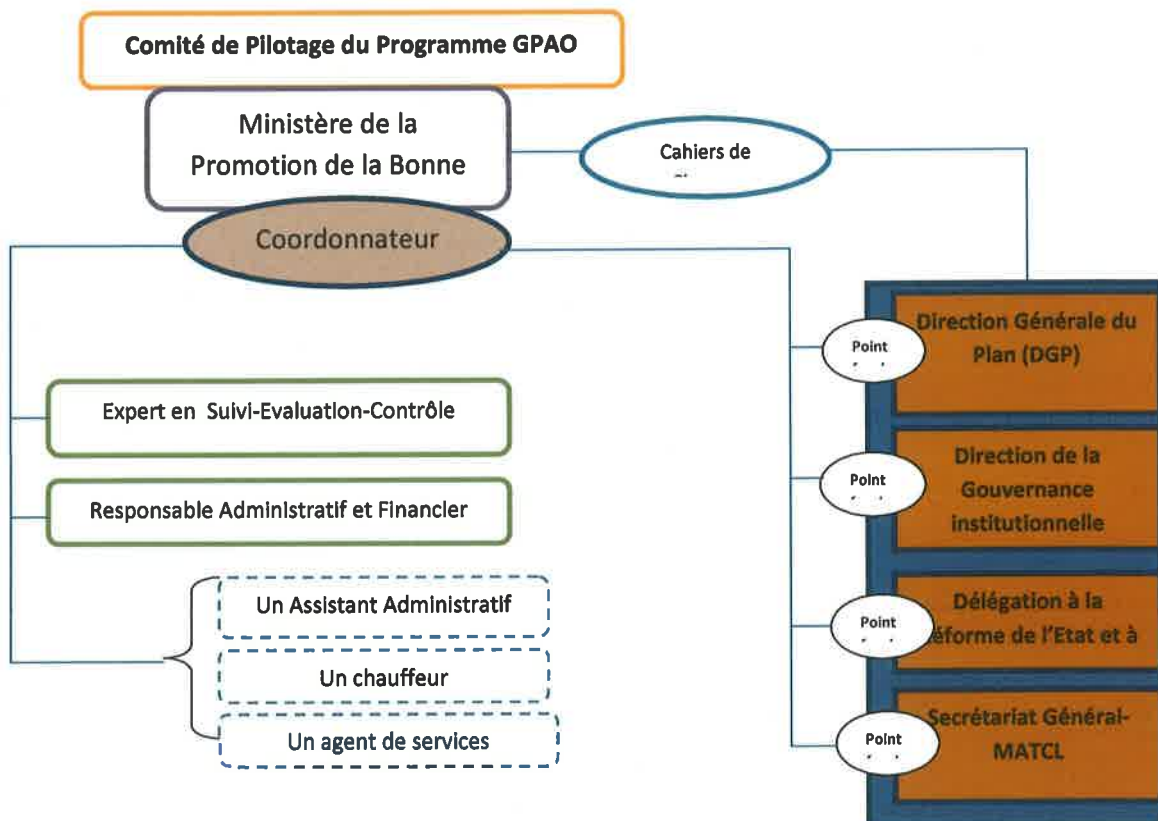 Comité de Pilotage du Programme GPAO
Ministère de la
Promotion de la Bonne
Cahiers de
Coordonnateur
Expert en Suivi-Evaluation-Contrôle
Responsable Administratif et Financier
Un Assistant Administratif
Un chauffeur
Un agent de services
Point
Direction Générale du
Plan (DGP)
Point
Direction de la
Gouvernance
institutionnelle
Point
Délégation à la
éforme de l'Etat et à
Point
Secrétariat Général-
MATCL